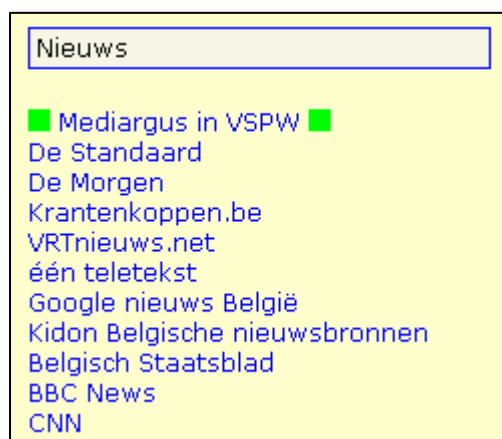 Nieuws
Mediargus in VSPW
De Standaard
De Morgen
Krantenkoppen.be
VRTnieuws.net
één teletekst
Google nieuws België
Kidon Belgische nieuwsbronnen
Belgisch Staatsblad
BBC News
CNN